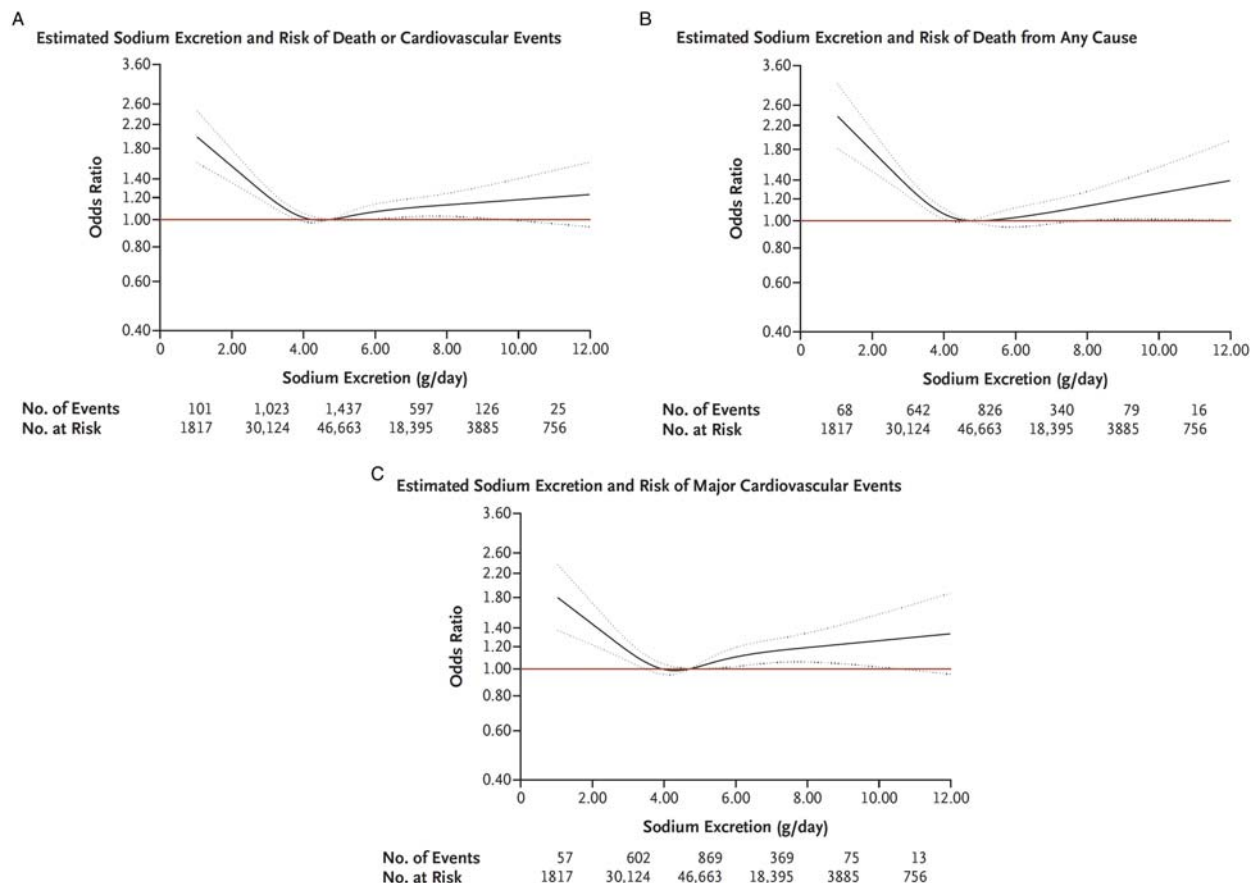 A
Estimated Sodium Excretion and Risk of Death or Cardiovascular Events
3.60
2.60
2.20
1.80
1.40
1.20
1.00
0.80
0.60
0.40
Odds Ratio
0 2.00 4.00 6.00 8.00 10.00 12.00
Sodium Excretion (g/day)
No. of Events 101 1,023 1,437 597 126 25
No. at Risk 1817 30,124 46,663 18,395 3885 756
B
Estimated Sodium Excretion and Risk of Death from Any Cause
3.60
2.60
2.20
1.80
1.40
1.20
1.00
0.80
0.60
0.40
Odds Ratio
0 2.00 4.00 6.00 8.00 10.00 12.00
Sodium Excretion (g/day)
No. of Events 68 642 826 340 79 16
No. at Risk 1817 30,124 46,663 18,395 3885 756
C
Estimated Sodium Excretion and Risk of Major Cardiovascular Events
3.60
2.60
2.20
1.80
1.40
1.20
1.00
0.80
0.60
0.40
Odds Ratio
0 2.00 4.00 6.00 8.00 10.00 12.00
Sodium Excretion (g/day)
No. of Events 57 602 869 369 75 13
No. at Risk 1817 30,124 46,663 18,395 3885 756